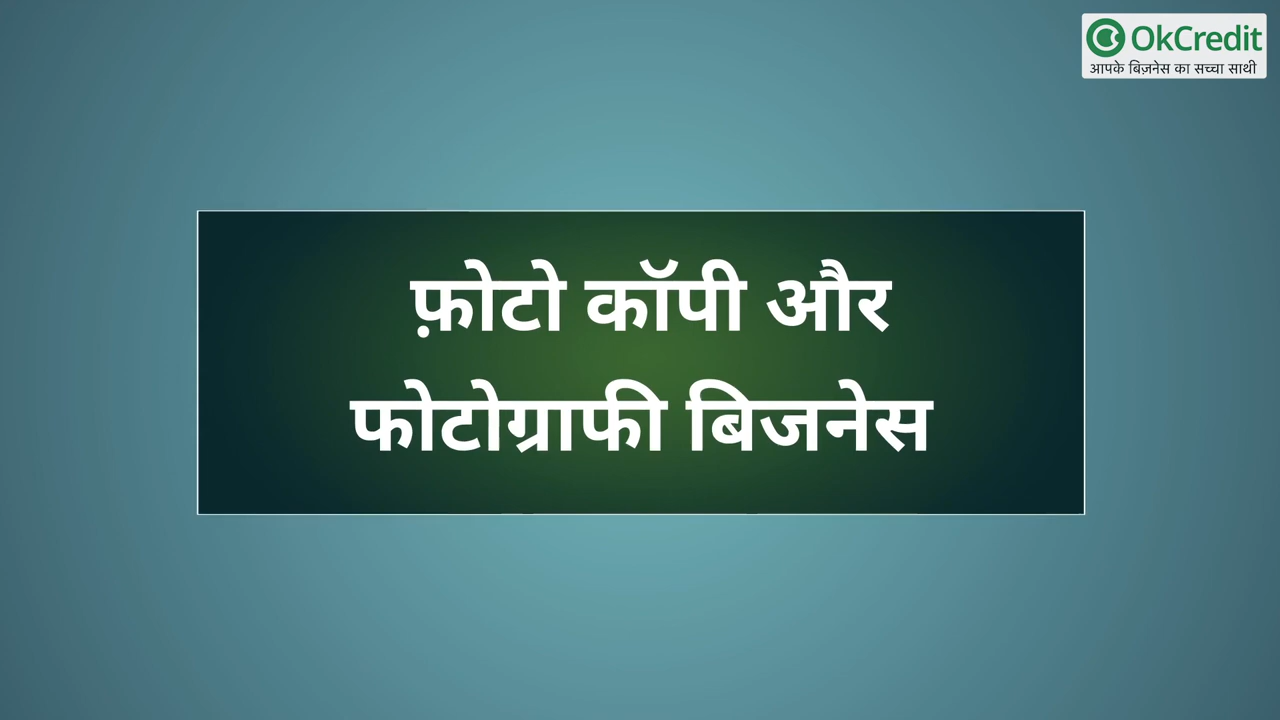 OkCredit
आपके बिज़नेस का सच्चा साथी
फ़ोटो कॉपी और
फोटोग्राफी बिजनेस